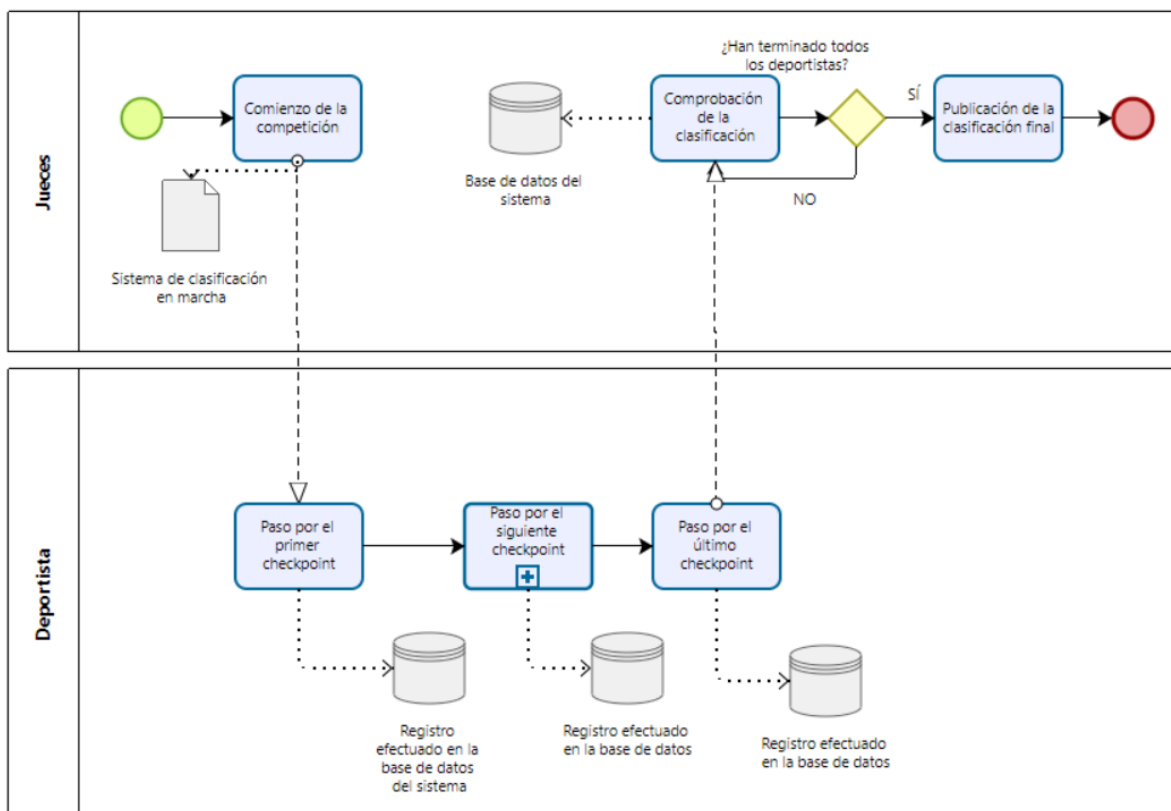 Jueces
Comienzo de la
competición
Sistema de clasificación
en marcha
Base de datos del
sistema
Comprobación
de la
clasificación
¿Han terminado todos
los deportistas?
SÍ
NO
Publicación de la
clasificación final
Deportista
Paso por el
primer
checkpoint
Paso por el
siguiente
checkpoint
Paso por el
último
checkpoint
Registro
efectuado en la
base de datos
del sistema
Registro efectuado
en la base de datos
Registro efectuado
en la base de datos